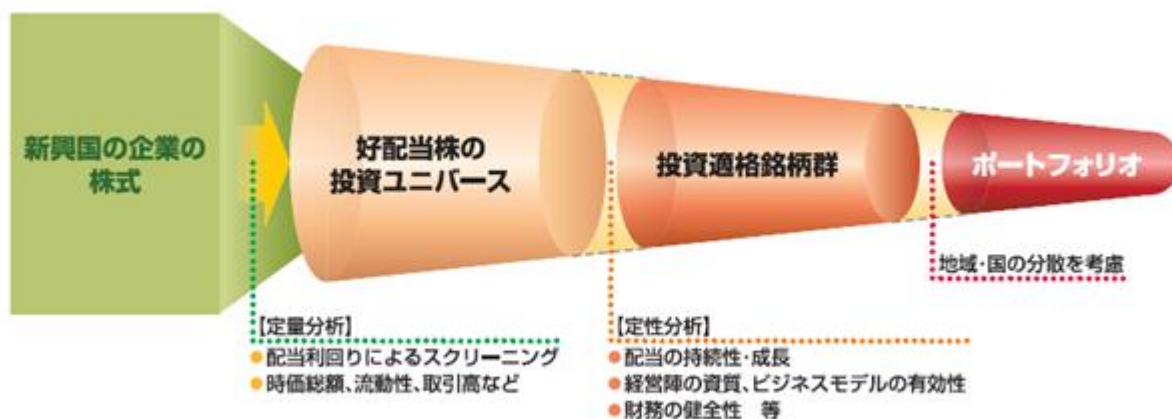 新興国の企業の
株式
好配当株の
投資ユニバース
投資適格銘柄群
ポートフォリオ
地域・国の分散を考慮
【定量分析】
●配当利回りによるスクリーニング
●時価総額、流動性、取引高など
【定性分析】
●配当の持続性・成長
●経営陣の資質、ビジネスモデルの有効性
●財務の健全性　等